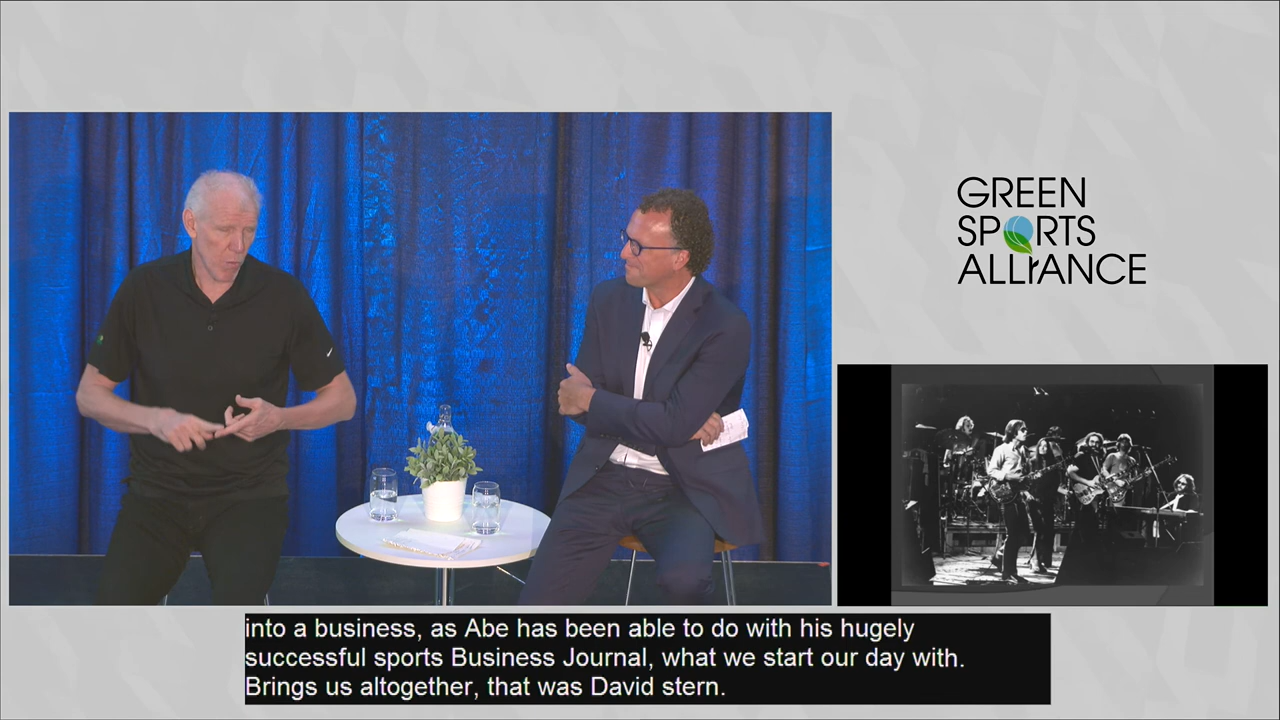 GREEN
SPORTS
ALLIANCE
into a business, as Abe has been able to do with his hugely
successful sports Business Journal, what we start our day with.
Brings us altogether, that was David stern.